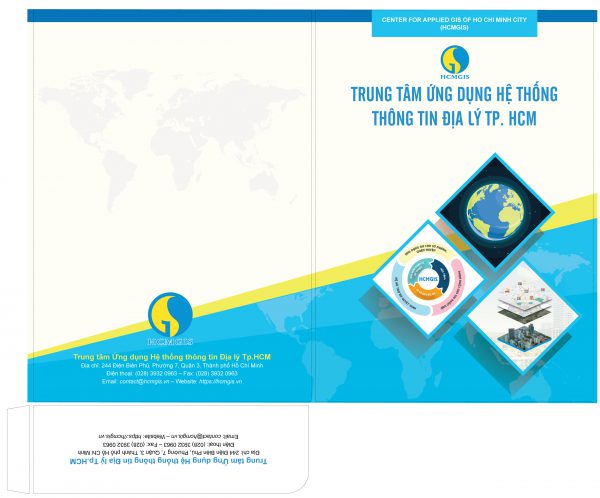 CENTER FOR APPLIED GIS OF HO CHI MINH CITY
(HCMGIS)
HCMGIS
TRUNG TÂM ỨNG DỤNG HỆ THỐNG
THÔNG TIN ĐỊA LÝ TP. HCM
HCMGIS
HCMGIS
Trung tâm Ứng dụng Hệ thống thông tin Địa lý Tp.HCM
Địa chỉ: 244 Điện Biên Phủ, Phường 7, Quận 3, Thành phố Hồ Chí Minh
Điện thoại: (028) 3932 0963 – Fax: (028) 3932 0963
Email: contact@hcmgis.vn – Website: https://hcmgis.vn
Trung tâm Ứng dụng Hệ thống thông tin Địa lý Tp.HCM
Địa chỉ: 244 Điện Biên Phủ, Phường 7, Quận 3, Thành phố Hồ Chí Minh
Điện thoại: (028) 3932 0963 – Fax: (028) 3932 0963
Email: contact@hcmgis.vn – Website: https://hcmgis.vn